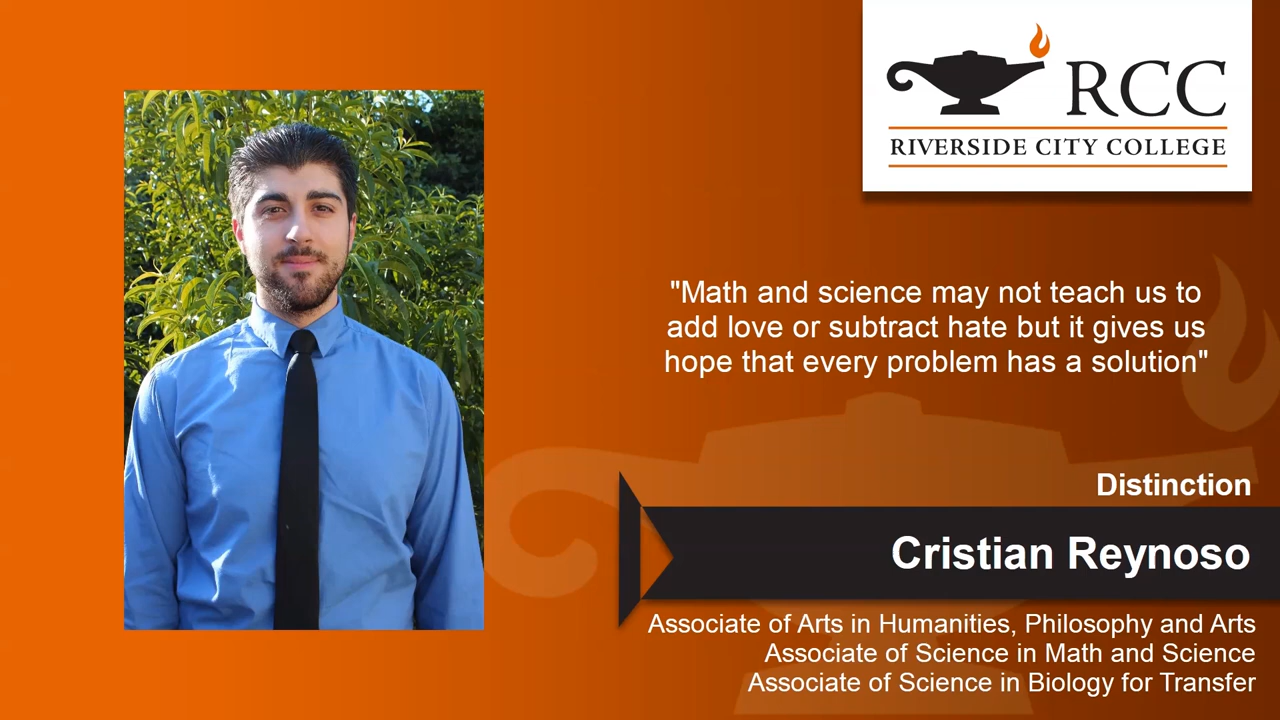 RCC
RIVERSIDE CITY COLLEGE
"Math and science may not teach us to
add love or subtract hate but it gives us
hope that every problem has a solution"
Distinction
Cristian Reynoso
Associate of Arts in Humanities, Philosophy and Arts
Associate of Science in Math and Science
Associate of Science in Biology for Transfer